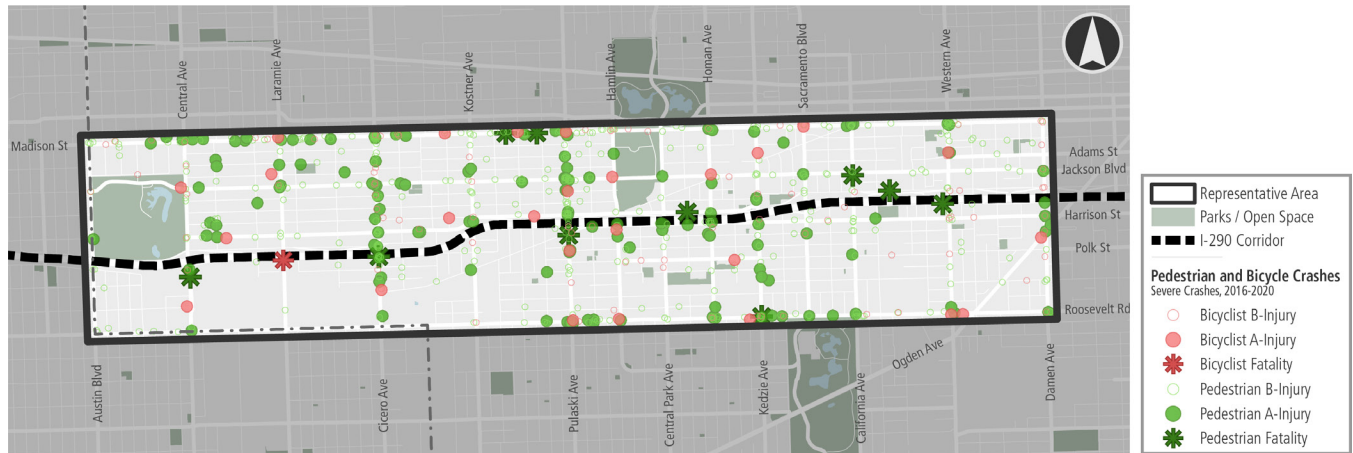 Central Ave
Laramie Ave
Kostner Ave
Hamlin Ave
Homan Ave
Sacramento Blvd
Western Ave
Madison St
Adams St
Jackson Blvd
Harrison St
Polk St
Roosevelt Rd
Ogden Ave
Austin Blvd
Cicero Ave
Pulaski Ave
Central Park Ave
Kedzie Ave
California Ave
Damen Ave
Representative Area
Parks / Open Space
I-290 Corridor
Pedestrian and Bicycle Crashes
Severe Crashes, 2016-2020
Bicyclist B-Injury
Bicyclist A-Injury
Bicyclist Fatality
Pedestrian B-Injury
Pedestrian A-Injury
Pedestrian Fatality